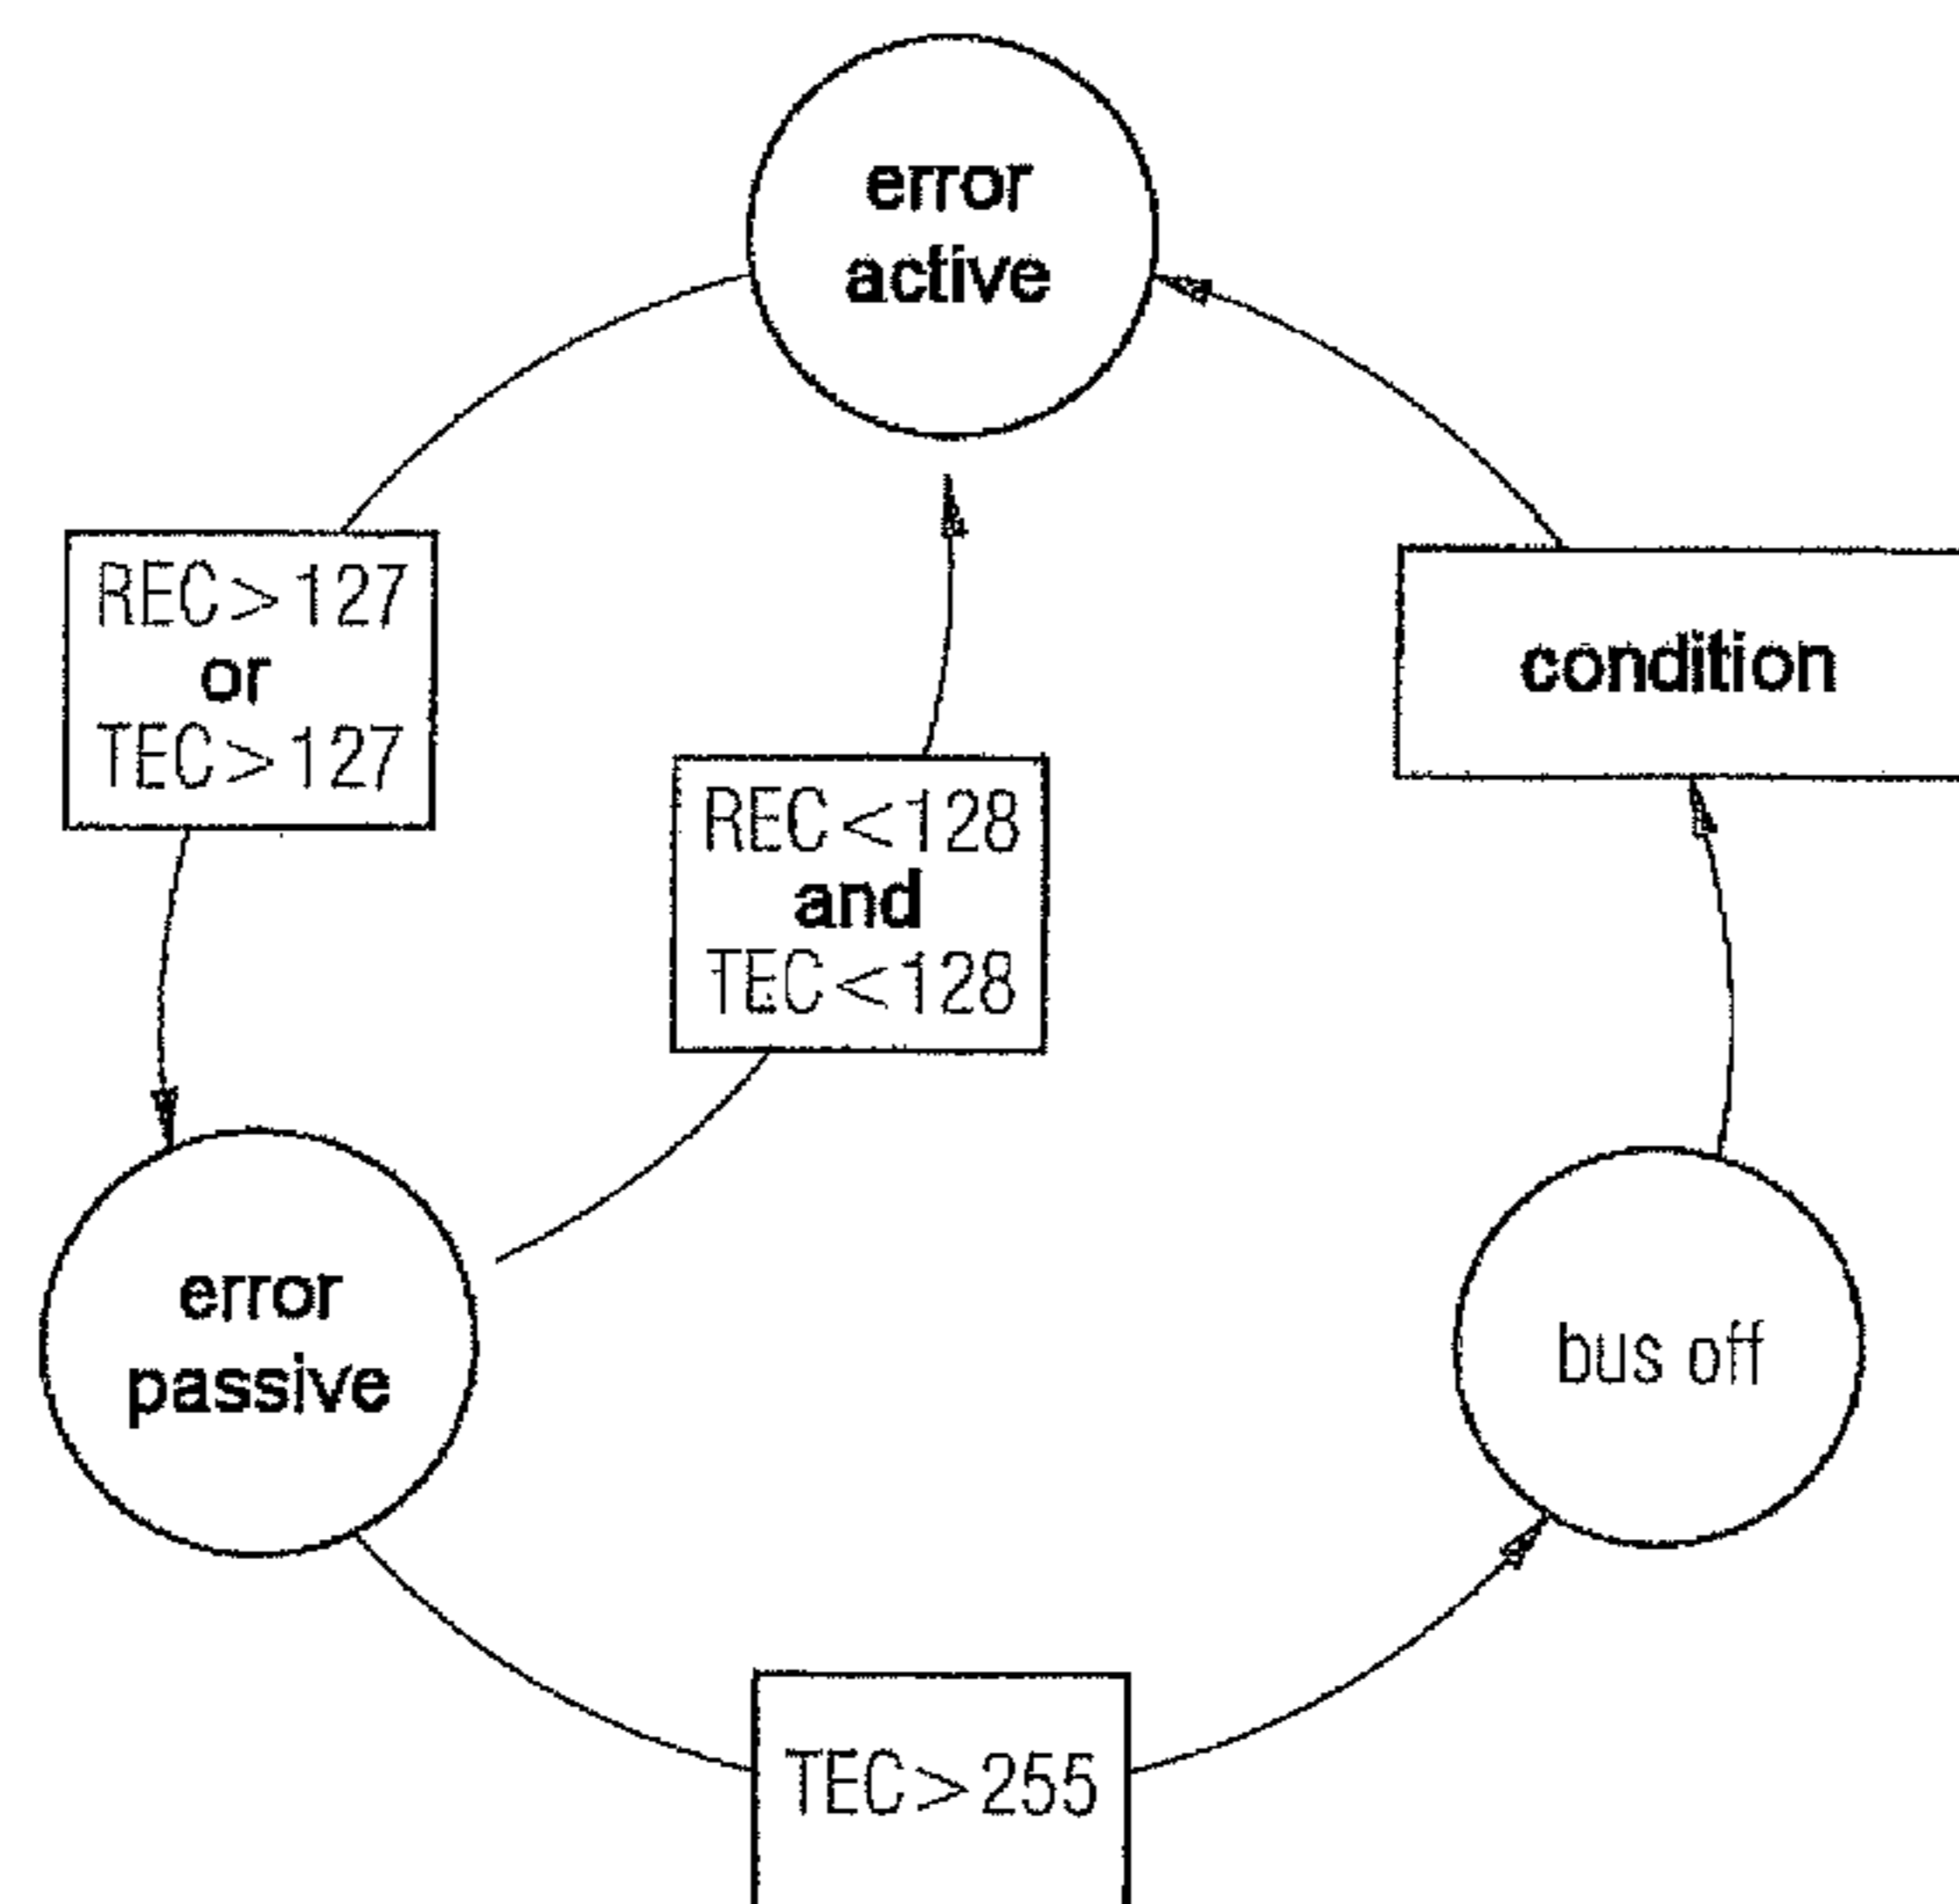 error
active
REC>127
or
TEC>127
REC<128
and
TEC<128
condition
error
passive
bus off
TEC>255